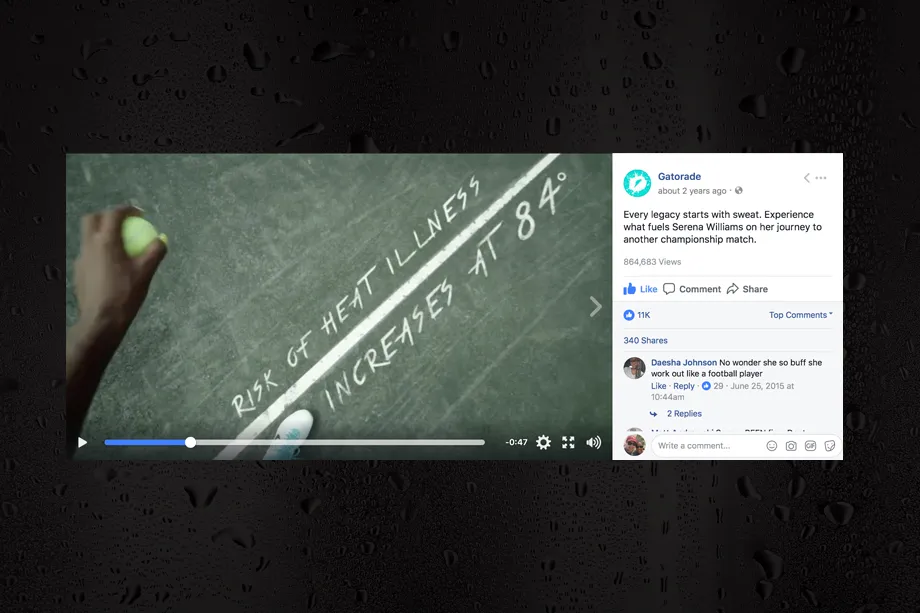 RISK OF HEAT ILLNESS
INCREASES AT 84°
-0:47
Gatorade
about 2 years ago ·
Every legacy starts with sweat. Experience
what fuels Serena Williams on her journey to
another championship match.
864,683 Views
Like Comment Share
11K Top Comments
340 Shares
Daesha Johnson No wonder she so buff she
work out like a football player
Like · Reply · 29 · June 25, 2015 at
10:44am
2 Replies
Write a comment...
GIF